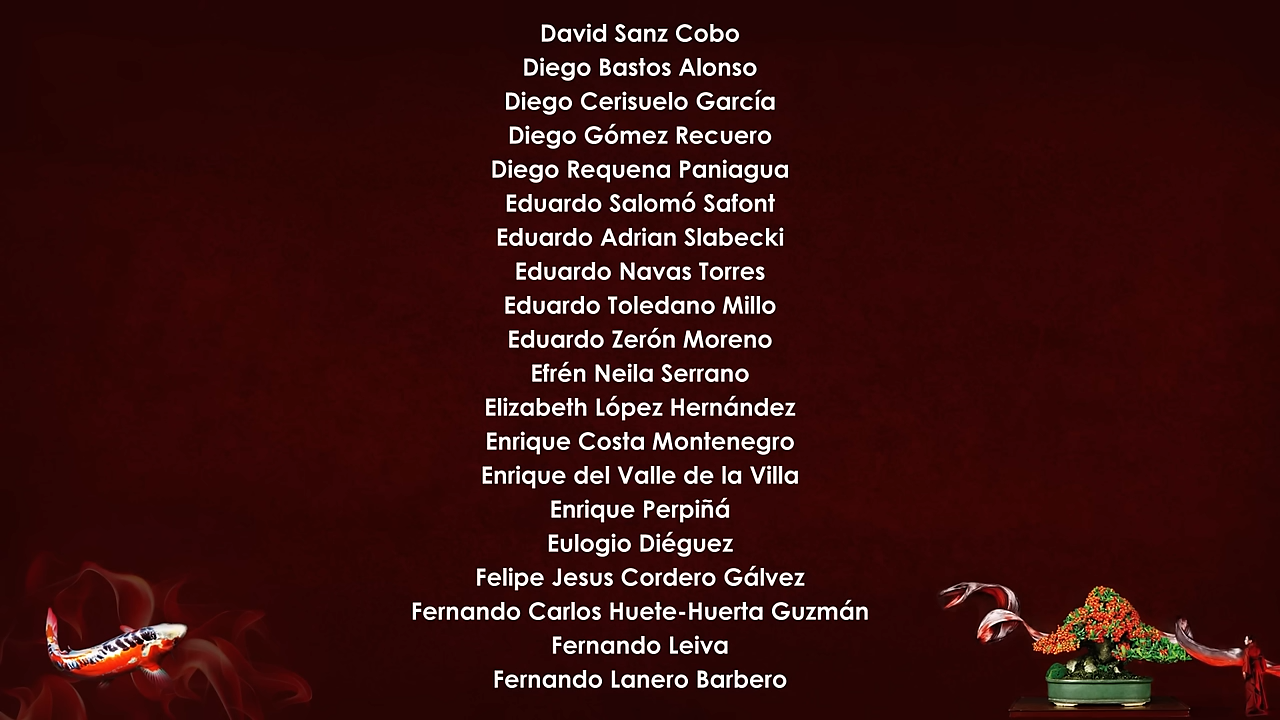 David Sanz Cobo
Diego Bastos Alonso
Diego Cerisuelo García
Diego Gómez Recuero
Diego Requena Paniagua
Eduardo Salomó Safont
Eduardo Adrian Slabecki
Eduardo Navas Torres
Eduardo Toledano Millo
Eduardo Zerón Moreno
Efrén Neila Serrano
Elizabeth López Hernández
Enrique Costa Montenegro
Enrique del Valle de la Villa
Enrique Perpiñá
Eulogio Diéguez
Felipe Jesus Cordero Gálvez
Fernando Carlos Huete-Huerta Guzmán
Fernando Leiva
Fernando Lanero Barbero